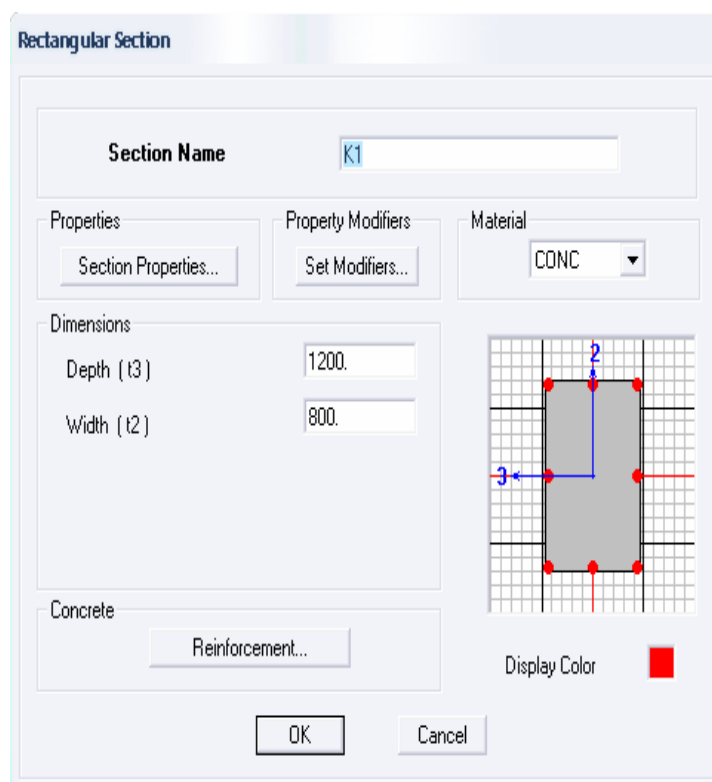 Rectangular Section
Section Name
K1
Properties
Section Properties...
Property Modifiers
Set Modifiers...
Material
CONC
Dimensions
Depth ( t3 )
1200.
Width ( t2 )
800.
2
3
Concrete
Reinforcement...
Display Color
OK
Cancel